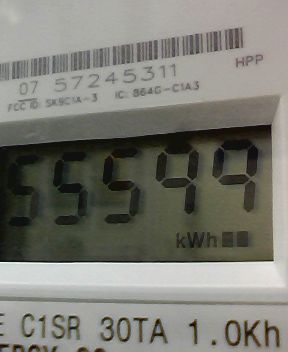 HPP
07 57245311
FCC ID: SK9C1A-3 IC: 864G-C1A3
55599
kWh
C1SR 30TA 1.0Kh